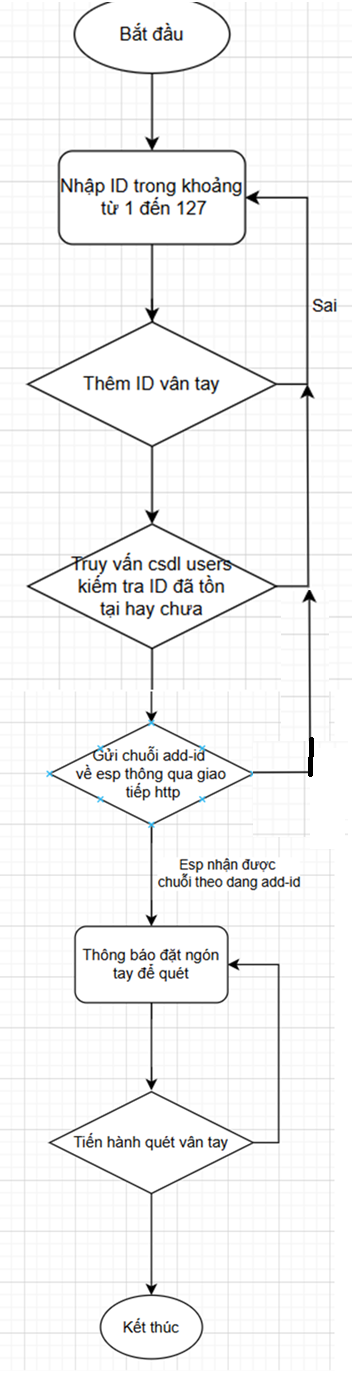 Bắt đầu
Nhập ID trong khoảng
từ 1 đến 127
Sai
Thêm ID vân tay
Truy vấn csdl users
kiểm tra ID đã tồn
tại hay chưa
Gửi chuỗi add-id
về esp thông qua giao
tiếp http
Esp nhận được
chuỗi theo dang add-id
Thông báo đặt ngón
tay để quét
Tiến hành quét vân tay
Kết thúc